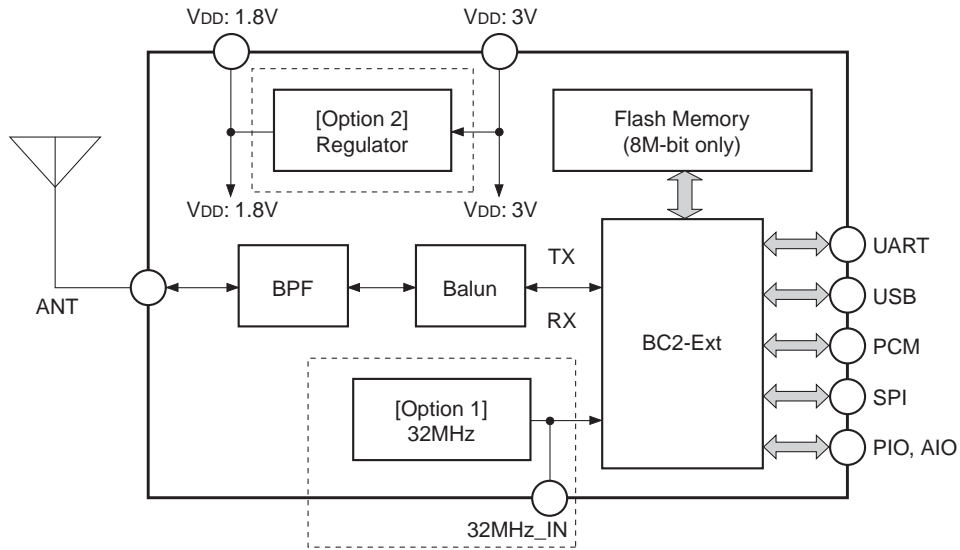 VDD: 1.8V
VDD: 3V
[Option 2]
Regulator
Flash Memory
(8M-bit only)
VDD: 1.8V
VDD: 3V
ANT
BPF
Balun
TX
RX
BC2-Ext
UART
USB
PCM
SPI
PIO, AIO
[Option 1]
32MHz
32MHz_IN